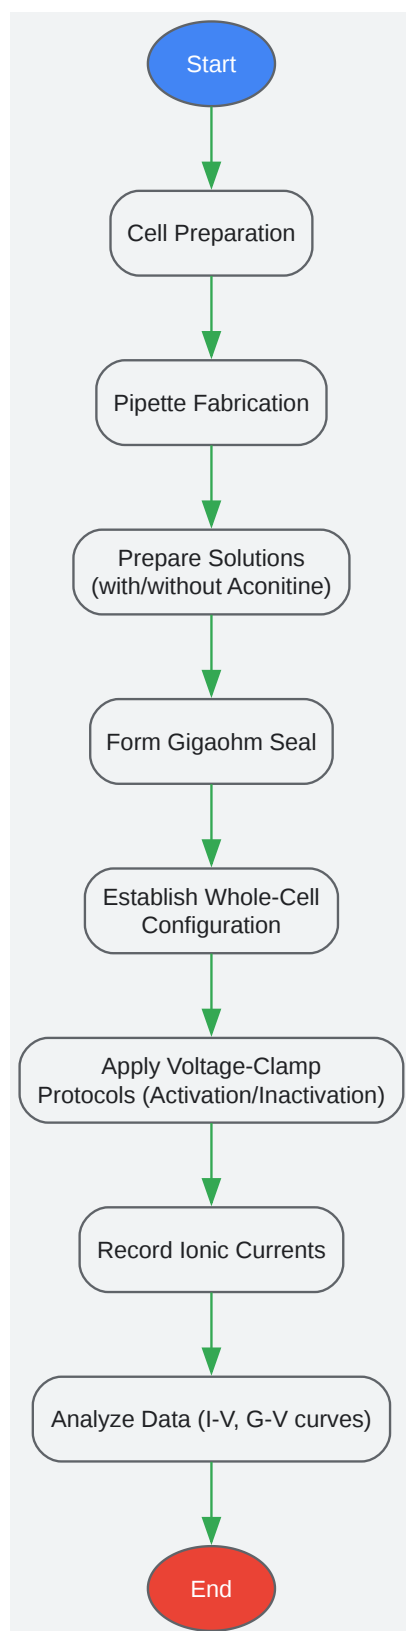 Start
Cell Preparation
Pipette Fabrication
Prepare Solutions
(with/without Aconitine)
Form Gigaohm Seal
Establish Whole-Cell
Configuration
Apply Voltage-Clamp
Protocols (Activation/Inactivation)
Record Ionic Currents
Analyze Data (I-V, G-V curves)
End